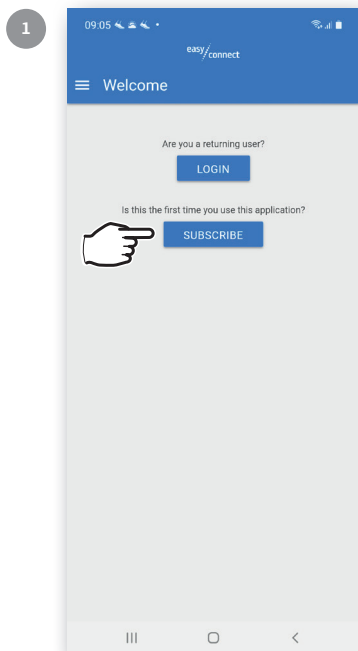 1
09:05
easy/connect
Welcome
Are you a returning user?
LOGIN
Is this the first time you use this application?
SUBSCRIBE